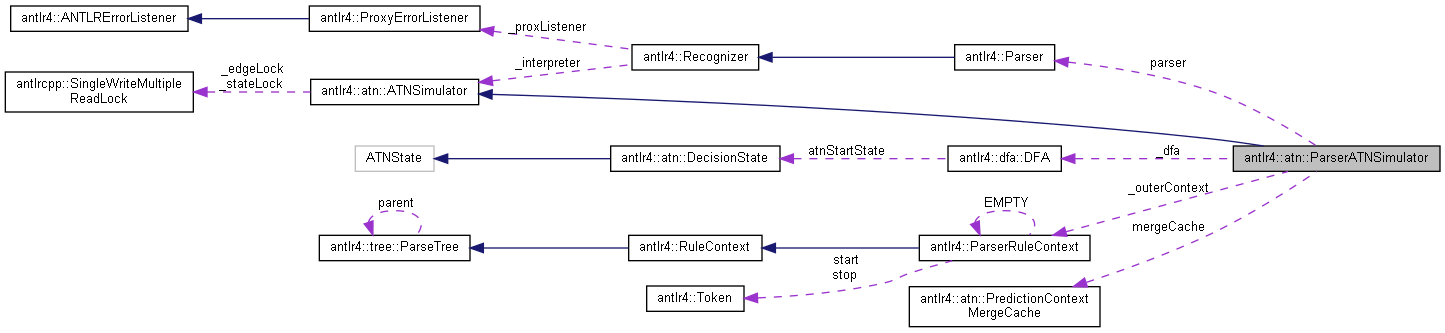 antlr4::ANTLRErrorListener
antlr4::ProxyErrorListener
_proxListener
antlr4::Recognizer
antlr4::Parser
parser
_interpreter
_edgeLock
_stateLock
antlrcpp::SingleWriteMultiple
ReadLock
antlr4::atn::ATNSimulator
ATNState
antlr4::atn::DecisionState
atnStartState
antlr4::dfa::DFA
_dfa
antlr4::atn::ParserATNSimulator
_outerContext
parent
EMPTY
mergeCache
antlr4::tree::ParseTree
antlr4::RuleContext
antlr4::ParserRuleContext
start
stop
antlr4::Token
antlr4::atn::PredictionContext
MergeCache